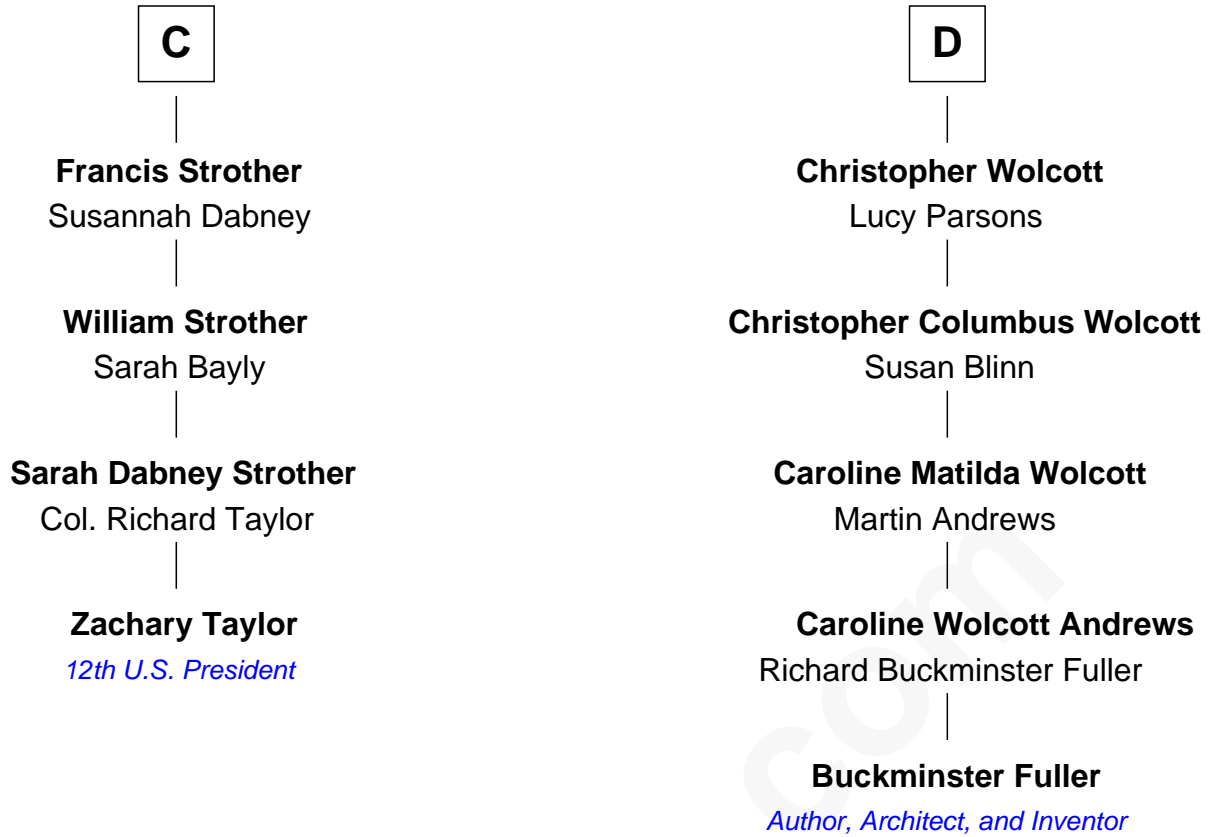 C
Francis Strother
Susannah Dabney
William Strother
Sarah Bayly
Sarah Dabney Strother
Col. Richard Taylor
Zachary Taylor
12th U.S. President
D
Christopher Wolcott
Lucy Parsons
Christopher Columbus Wolcott
Susan Blinn
Caroline Matilda Wolcott
Martin Andrews
Caroline Wolcott Andrews
Richard Buckminster Fuller
Buckminster Fuller
Author, Architect, and Inventor
com